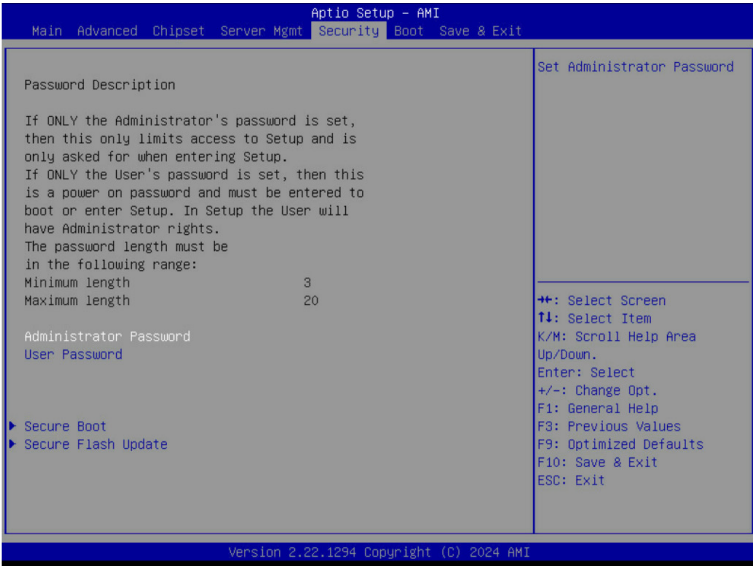 Aptio Setup – AMI
Main Advanced Chipset Server Mgmt Security Boot Save & Exit
Password Description
If ONLY the Administrator's password is set,
then this only limits access to Setup and is
only asked for when entering Setup.
If ONLY the User's password is set, then this
is a power on password and must be entered to
boot or enter Setup. In Setup the User will
have Administrator rights.
The password length must be
in the following range:
Minimum length 3
Maximum length 20
Administrator Password
User Password
Secure Boot
Secure Flash Update
Set Administrator Password
→←: Select Screen
↑↓: Select Item
K/M: Scroll Help Area
Up/Down.
Enter: Select
+/-: Change Opt.
F1: General Help
F3: Previous Values
F9: Optimized Defaults
F10: Save & Exit
ESC: Exit
Version 2.22.1294 Copyright (C) 2024 AMI